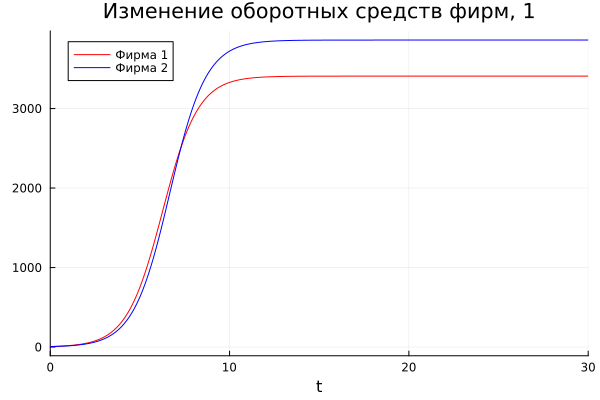 Изменение оборотных средств фирм, 1
Фирма 1
Фирма 2
3000
2000
1000
0
0 10 20 30
t